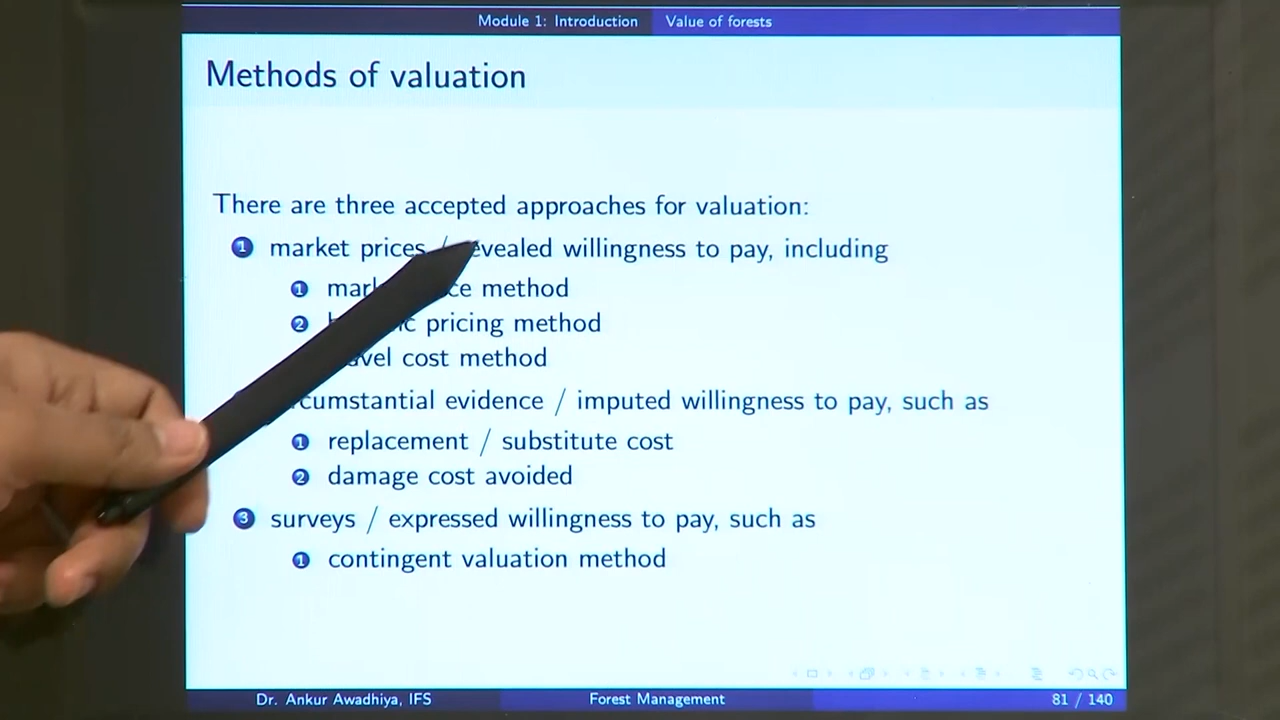 Module 1: Introduction Value of forests
Methods of valuation
There are three accepted approaches for valuation:
1 market prices / revealed willingness to pay, including
1 method
2 pricing method
cost method
evidence / imputed willingness to pay, such as
1 replacement / substitute cost
2 damage cost avoided
3 surveys / expressed willingness to pay, such as
1 contingent valuation method
Dr. Ankur Awadhiya, IFS Forest Management 81 / 140